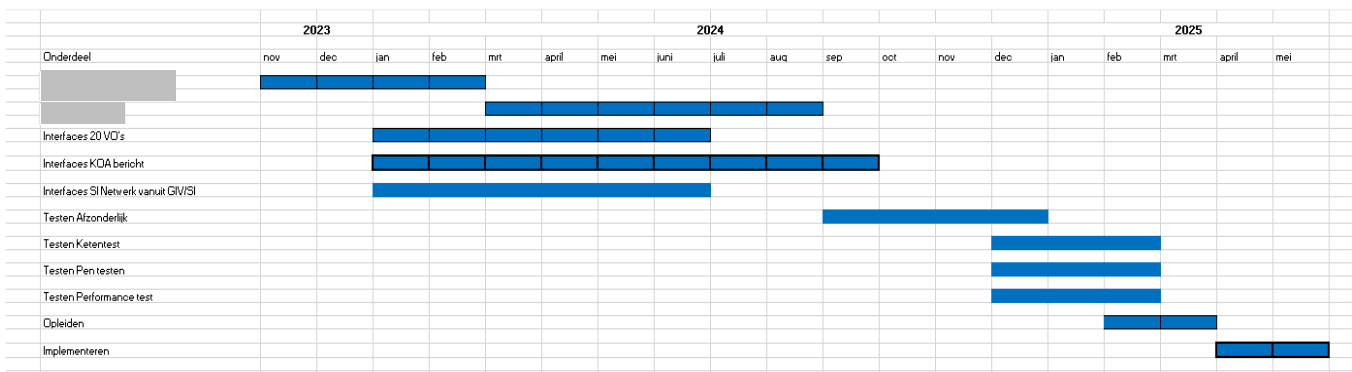 2023 2024 2025
Onderdeel nov dec jan feb mrt april mei juni juli aug sep oct nov dec jan feb mrt april mei
Interfaces 20 VO's
Interfaces KOA bericht
Interfaces SI Netwerk vanuit GIV/SI
Testen Afzonderlijk
Testen Ketentest
Testen Pen testen
Testen Performance test
Opleiden
Implementeren